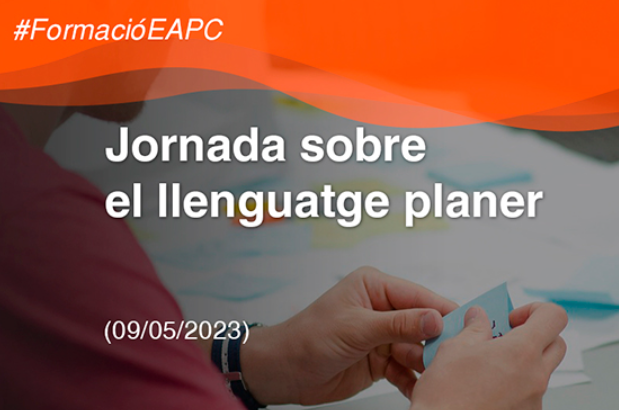 #FormacióEAPC
Jornada sobre
el llenguatge planer
(09/05/2023)